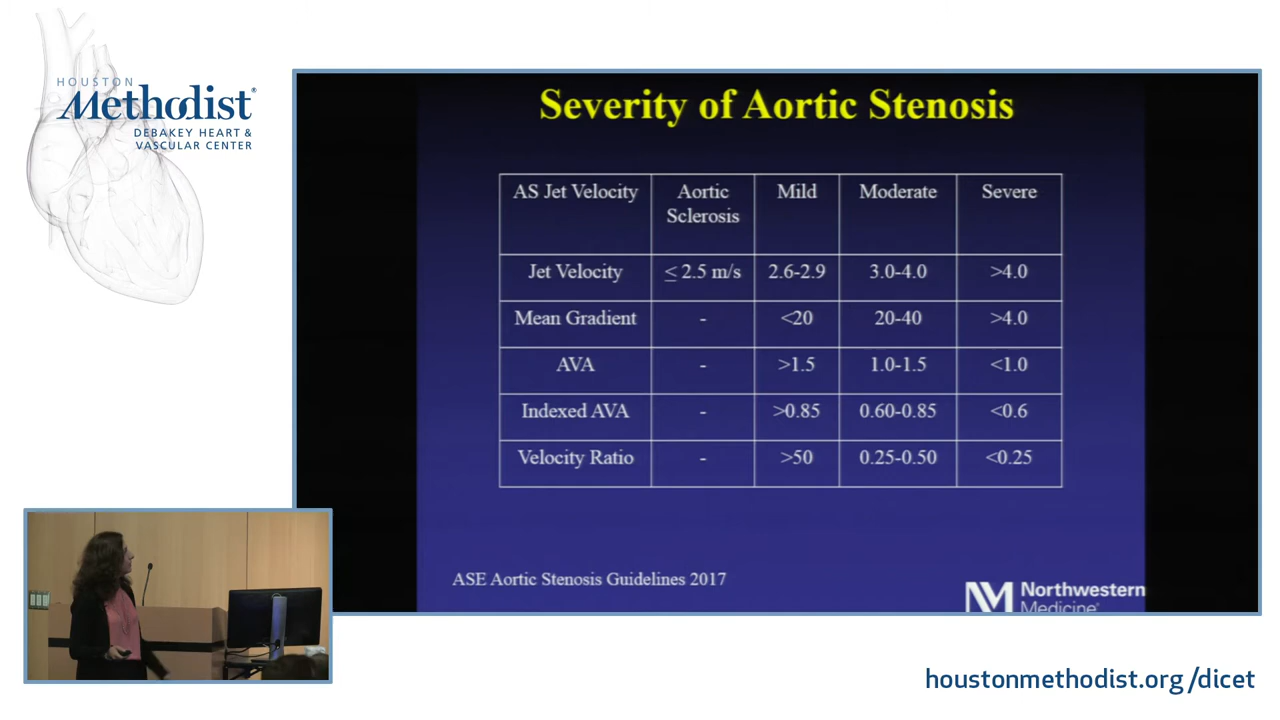 HOUSTON
Methodist®
DEBAKEY HEART &
VASCULAR CENTER
Severity of Aortic Stenosis
AS Jet Velocity Aortic Sclerosis Mild Moderate Severe
Jet Velocity ≤ 2.5 m/s 2.6-2.9 3.0-4.0 >4.0
Mean Gradient - <20 20-40 >4.0
AVA - >1.5 1.0-1.5 <1.0
Indexed AVA - >0.85 0.60-0.85 <0.6
Velocity Ratio - >50 0.25-0.50 <0.25
ASE Aortic Stenosis Guidelines 2017
NM Northwestern
Medicine®
houstonmethodist.org/dicet